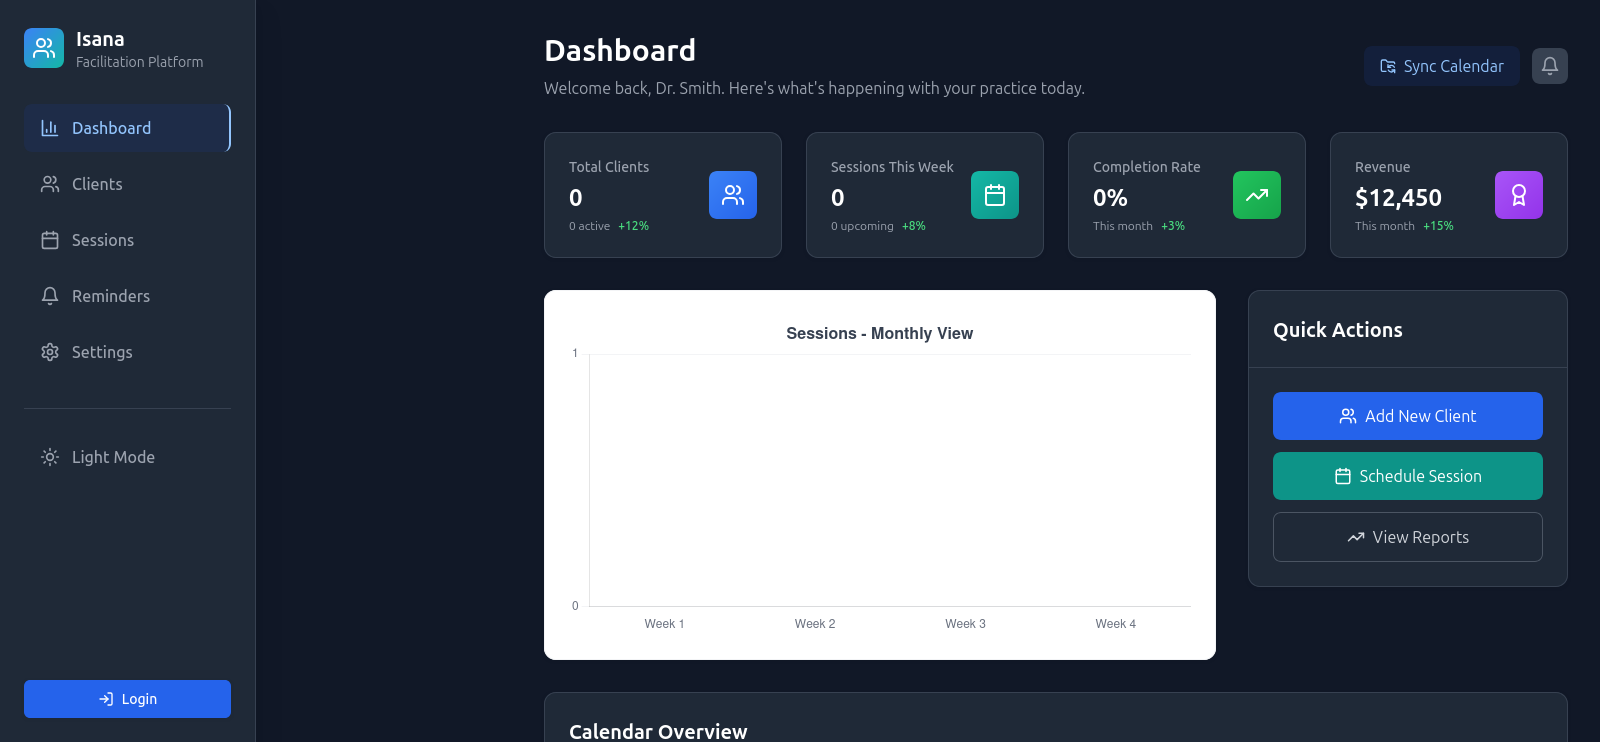 Isana
Facilitation Platform
Dashboard
Clients
Sessions
Reminders
Settings
Light Mode
Login
Dashboard
Welcome back, Dr. Smith. Here's what's happening with your practice today.
Sync Calendar
Total Clients
0
0 active +12%
Sessions This Week
0
0 upcoming +8%
Completion Rate
0%
This month +3%
Revenue
$12,450
This month +15%
Sessions - Monthly View
1
0
Week 1 Week 2 Week 3 Week 4
Quick Actions
Add New Client
Schedule Session
View Reports
Calendar Overview